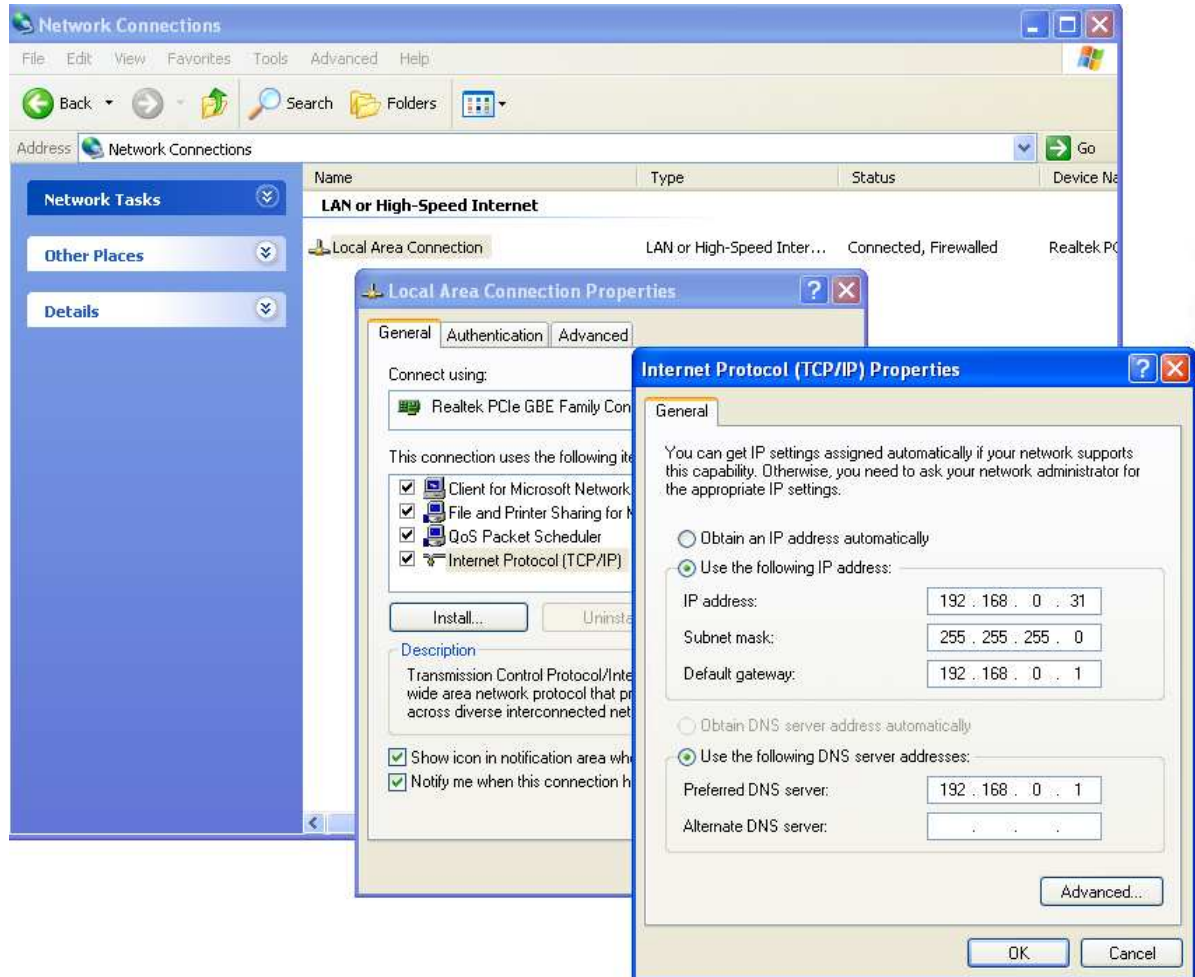 Network Connections
File Edit View Favorites Tools Advanced Help
Back Search Folders
Address Network Connections Go
Name Type Status Device Na
Network Tasks
LAN or High-Speed Internet
Other Places
Local Area Connection LAN or High-Speed Inter... Connected, Firewalled Realtek PC
Details
Local Area Connection Properties
General Authentication Advanced
Connect using:
Realtek PCIe GBE Family Con
This connection uses the following ite
Client for Microsoft Network
File and Printer Sharing for M
QoS Packet Scheduler
Internet Protocol (TCP/IP)
Install... Uninsta
Description
Transmission Control Protocol/Inte
wide area network protocol that pr
across diverse interconnected net
Show icon in notification area whe
Notify me when this connection h
Internet Protocol (TCP/IP) Properties
General
You can get IP settings assigned automatically if your network supports
this capability. Otherwise, you need to ask your network administrator for
the appropriate IP settings.
Obtain an IP address automatically
Use the following IP address:
IP address: 192 . 168 . 0 . 31
Subnet mask: 255 . 255 . 255 . 0
Default gateway: 192 . 168 . 0 . 1
Obtain DNS server address automatically
Use the following DNS server addresses:
Preferred DNS server: 192 . 168 . 0 . 1
Alternate DNS server: . . .
Advanced...
OK Cancel